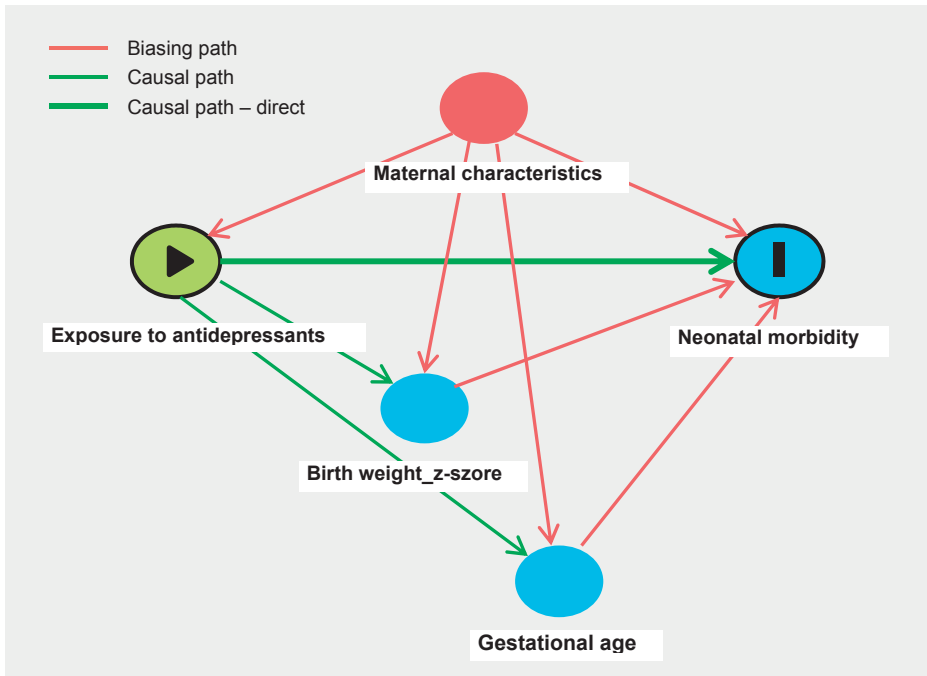 Biasing path
Causal path
Causal path – direct
Maternal characteristics
Exposure to antidepressants
Neonatal morbidity
Birth weight_z-szore
Gestational age